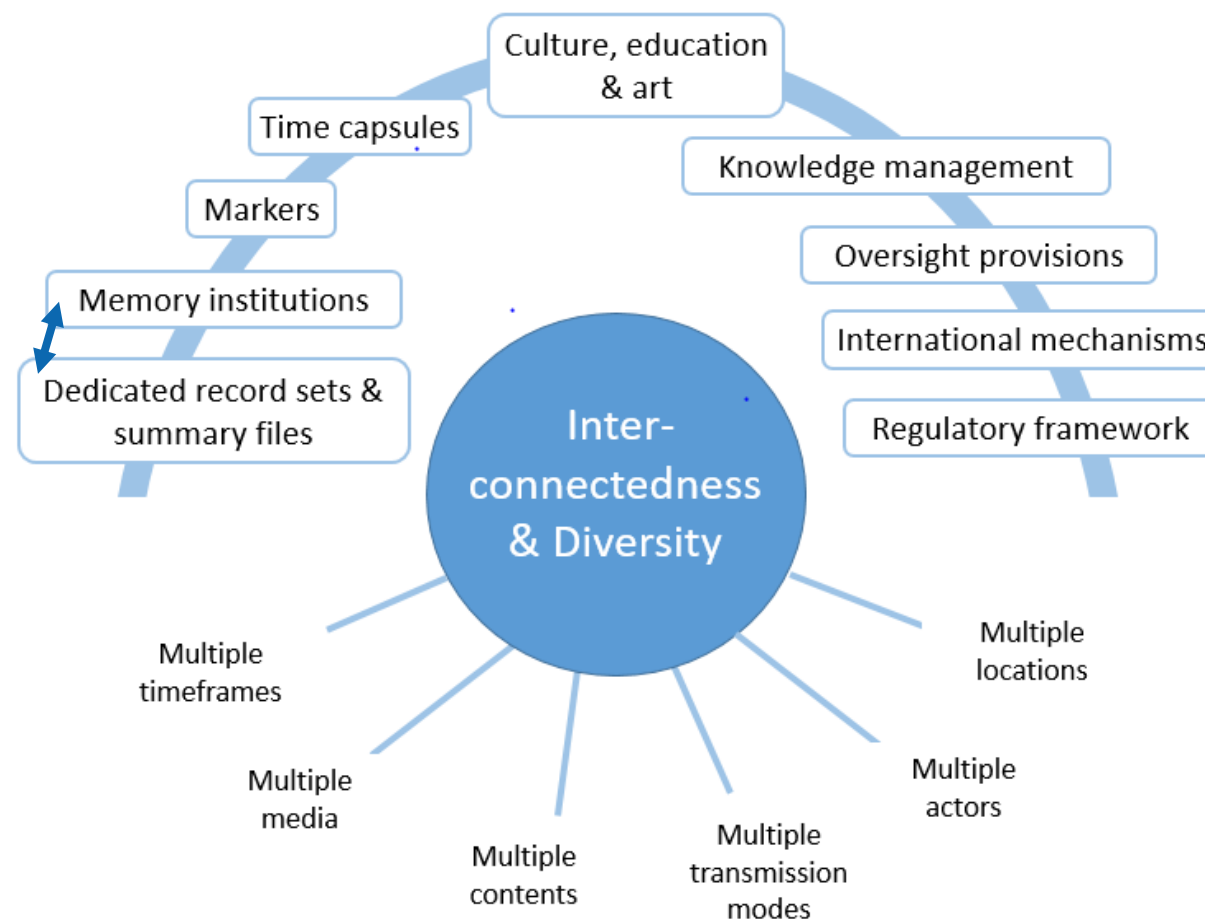 Culture, education
& art
Time capsules
Knowledge management
Markers
Oversight provisions
Memory institutions
International mechanisms
Dedicated record sets &
summary files
Regulatory framework
Inter-
connectedness
& Diversity
Multiple
timeframes
Multiple
media
Multiple
contents
Multiple
transmission
modes
Multiple
actors
Multiple
locations